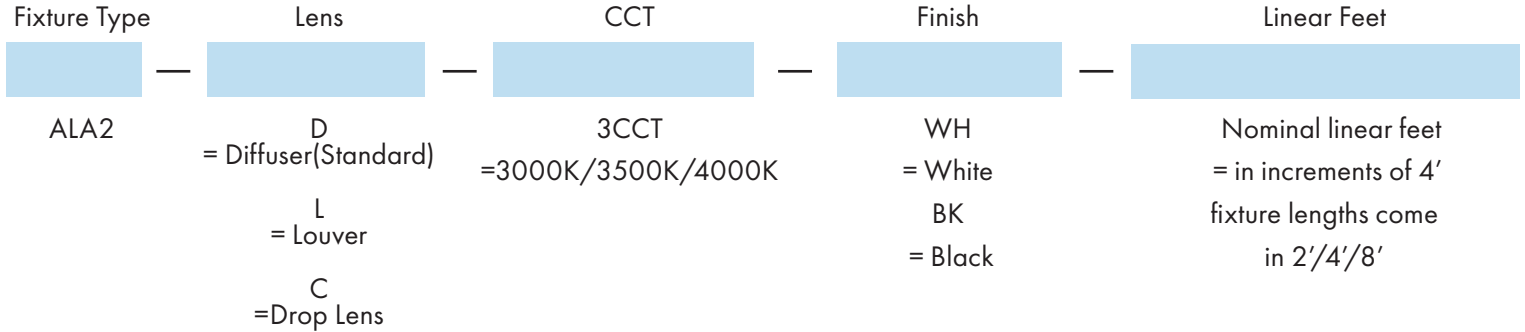 Fixture Type
Lens
CCT
Finish
Linear Feet
— — — —
ALA2
D
= Diffuser(Standard)
L
= Louver
C
=Drop Lens
3CCT
=3000K/3500K/4000K
WH
= White
BK
= Black
Nominal linear feet
= in increments of 4’
fixture lengths come
in 2’/4’/8’